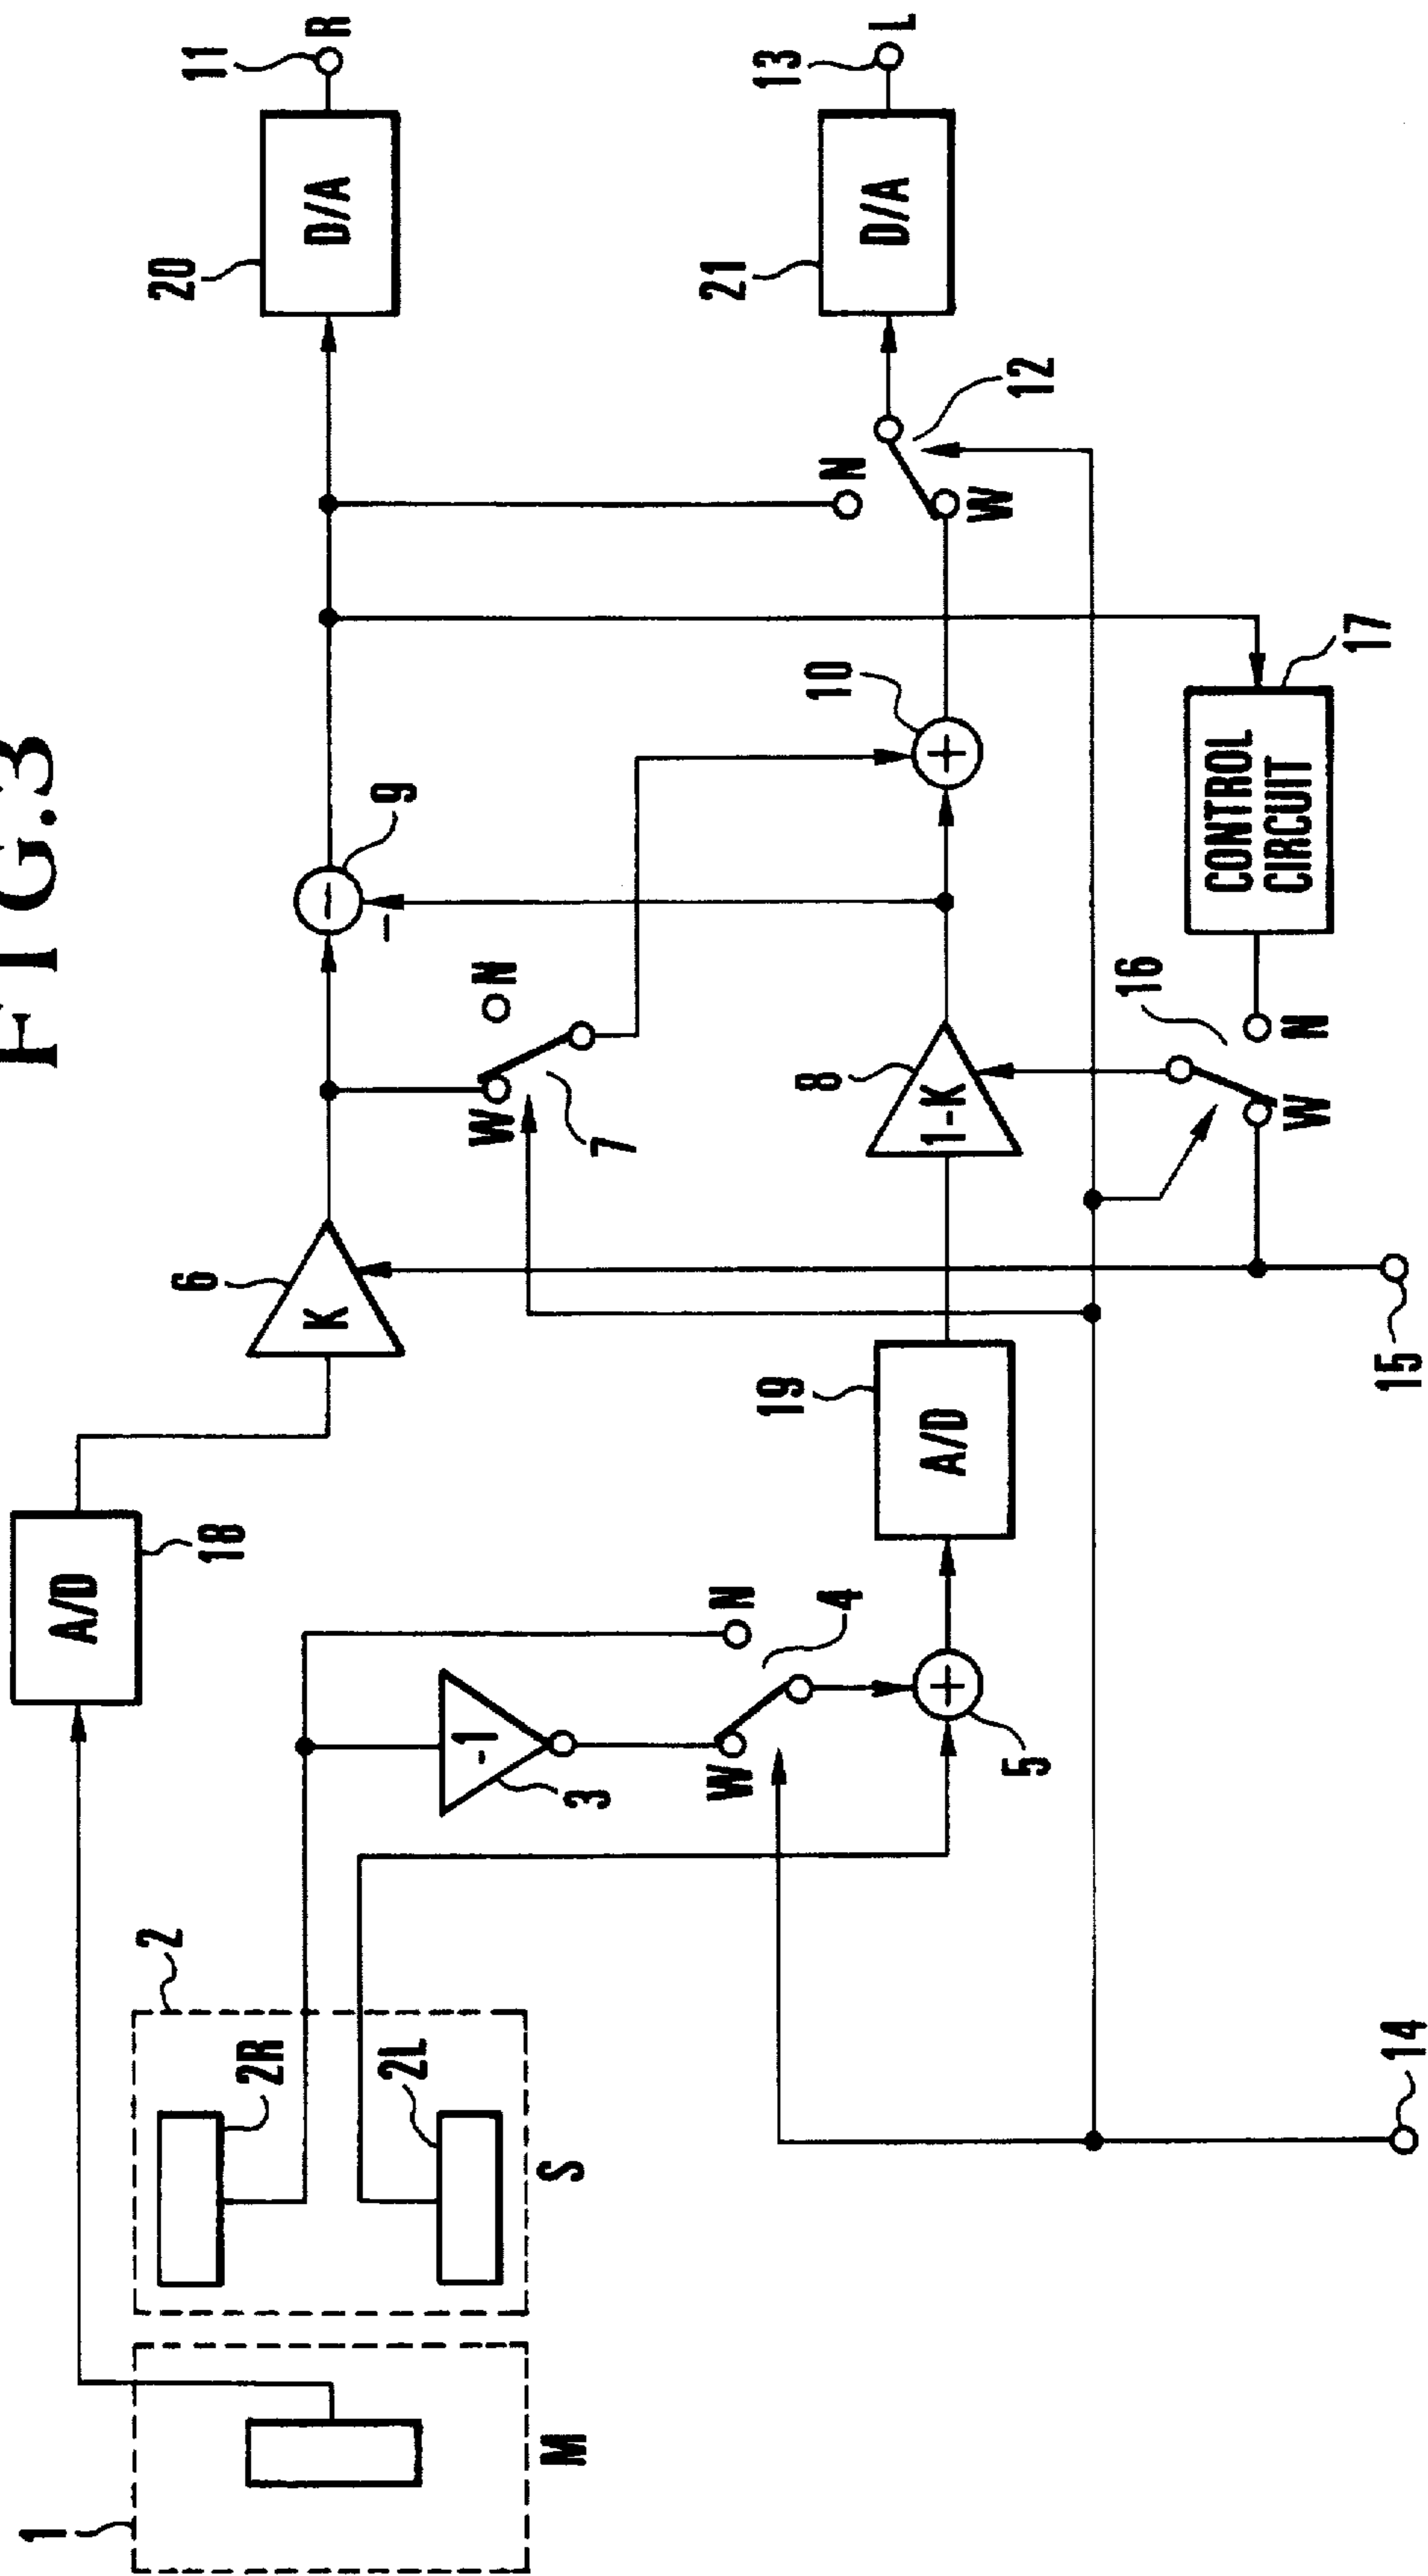 FIG.3
1
M
2
2R
2L
S
A/D
18
-1
3
W
N
4
5
A/D
19
14
K
6
W
N
7
1-K
8
15
W
N
16
CONTROL
CIRCUIT
17
-
9
-
+
10
+
N
W
12
20
D/A
11
R
21
D/A
13
L